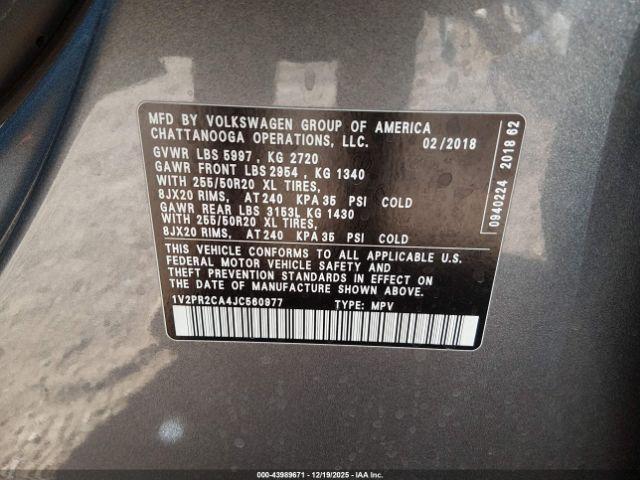 MFD BY VOLKSWAGEN GROUP OF AMERICA
CHATTANOOGA OPERATIONS, LLC. 02/2018
GVWR LBS 5997, KG 2720
GAWR FRONT LBS 2954, KG 1340
WITH 255/50R20 XL TIRES,
8JX20 RIMS, AT 240 KPA 35 PSI COLD
GAWR REAR LBS 3153L KG 1430
WITH 255/50R20 XL TIRES,
8JX20 RIMS, AT 240 KPA 35 PSI COLD
THIS VEHICLE CONFORMS TO ALL APPLICABLE U.S.
FEDERAL MOTOR VEHICLE SAFETY AND
THEFT PREVENTION STANDARDS IN EFFECT ON
THE DATE OF MANUFACTURE SHOWN ABOVE.
1V2PR2CA4JC560977 TYPE: MPV
0940224 2018 62
000-43989671 - 12/19/2025 - IAA Inc.